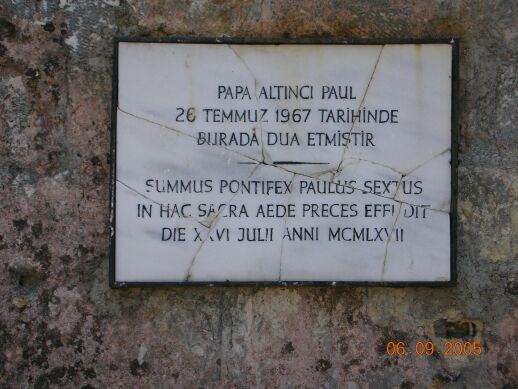 PAPA ALTINCI PAUL
26 TEMMUZ 1967 TARİHİNDE
BURADA DUA ETMİŞTİR
SUMMUS PONTIFEX PAULUS SEXTUS
IN HAC SACRA AEDE PRECES EFFUDIT
DIE XXVI JULII ANNI MCMLXVII
06.09.2005